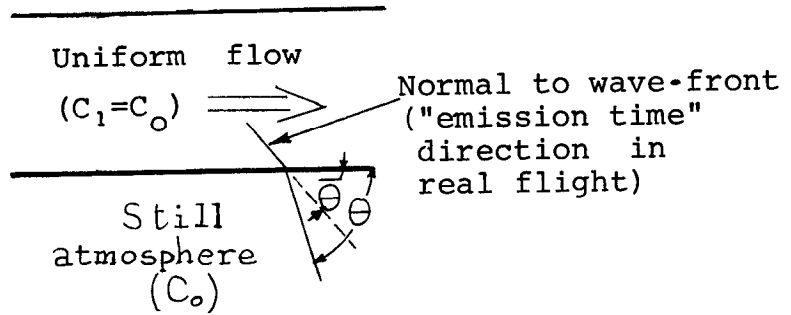 Uniform flow
(C₁=C₀)
Normal to wave-front
("emission time"
direction in
real flight)
θ̄
θ
Still
atmosphere
(C₀)